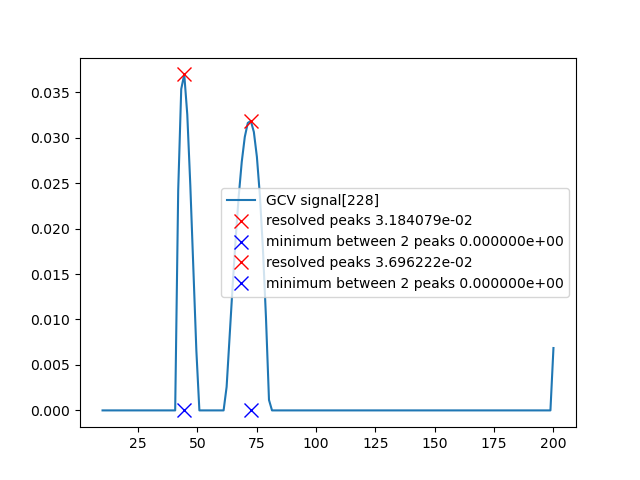 0.035
0.030
0.025
0.020
0.015
0.010
0.005
0.000
GCV signal[228]
resolved peaks 3.184079e-02
minimum between 2 peaks 0.000000e+00
resolved peaks 3.696222e-02
minimum between 2 peaks 0.000000e+00
25 50 75 100 125 150 175 200